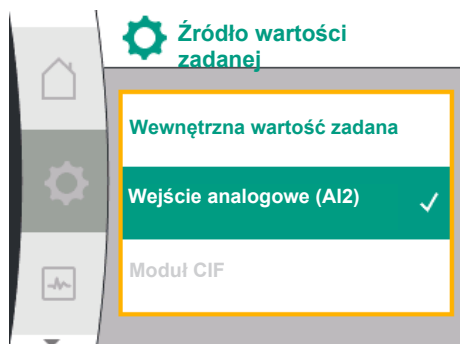 Źródło wartości
zadanej
Wewnętrzna wartość zadana
Wejście analogowe (AI2)
Moduł CIF